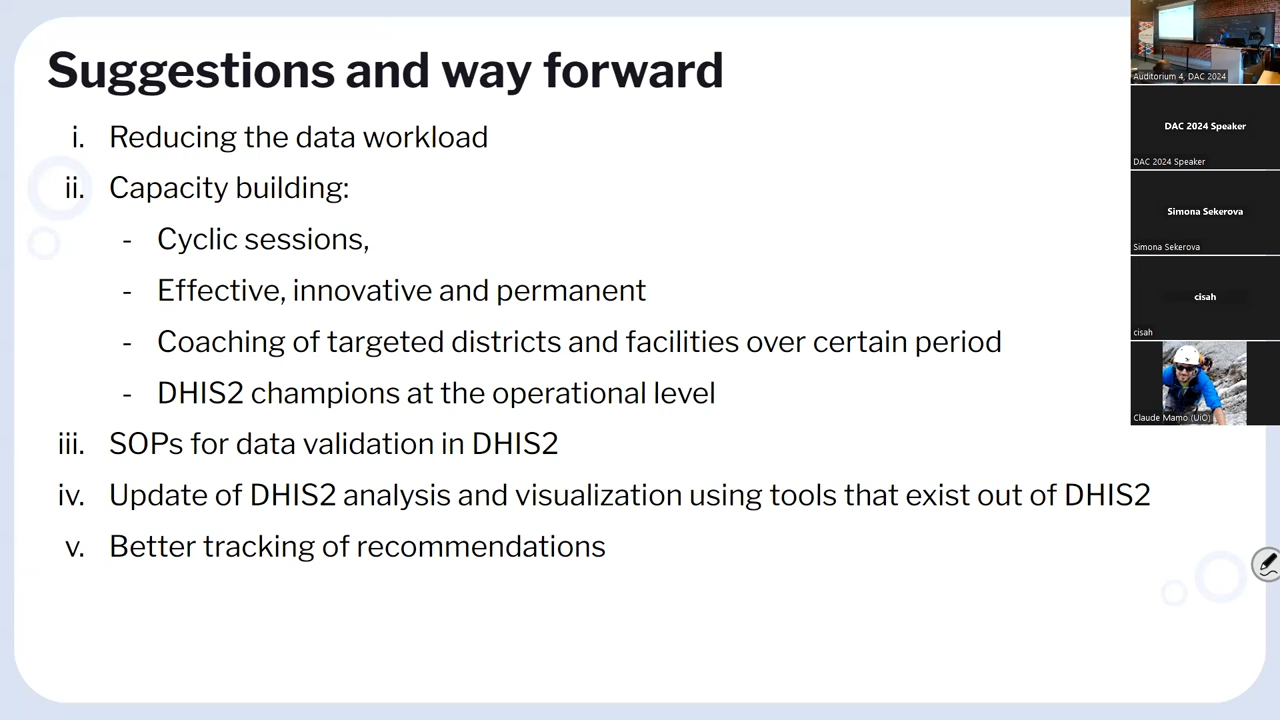 Suggestions and way forward
i. Reducing the data workload
ii. Capacity building:
- Cyclic sessions,
- Effective, innovative and permanent
- Coaching of targeted districts and facilities over certain period
- DHIS2 champions at the operational level
iii. SOPs for data validation in DHIS2
iv. Update of DHIS2 analysis and visualization using tools that exist out of DHIS2
v. Better tracking of recommendations
Auditorium 4, DAC 2024
DAC 2024 Speaker
DAC 2024 Speaker
Simona Sekerova
Simona Sekerova
cisah
cisah
Claude Mamo (UiO)